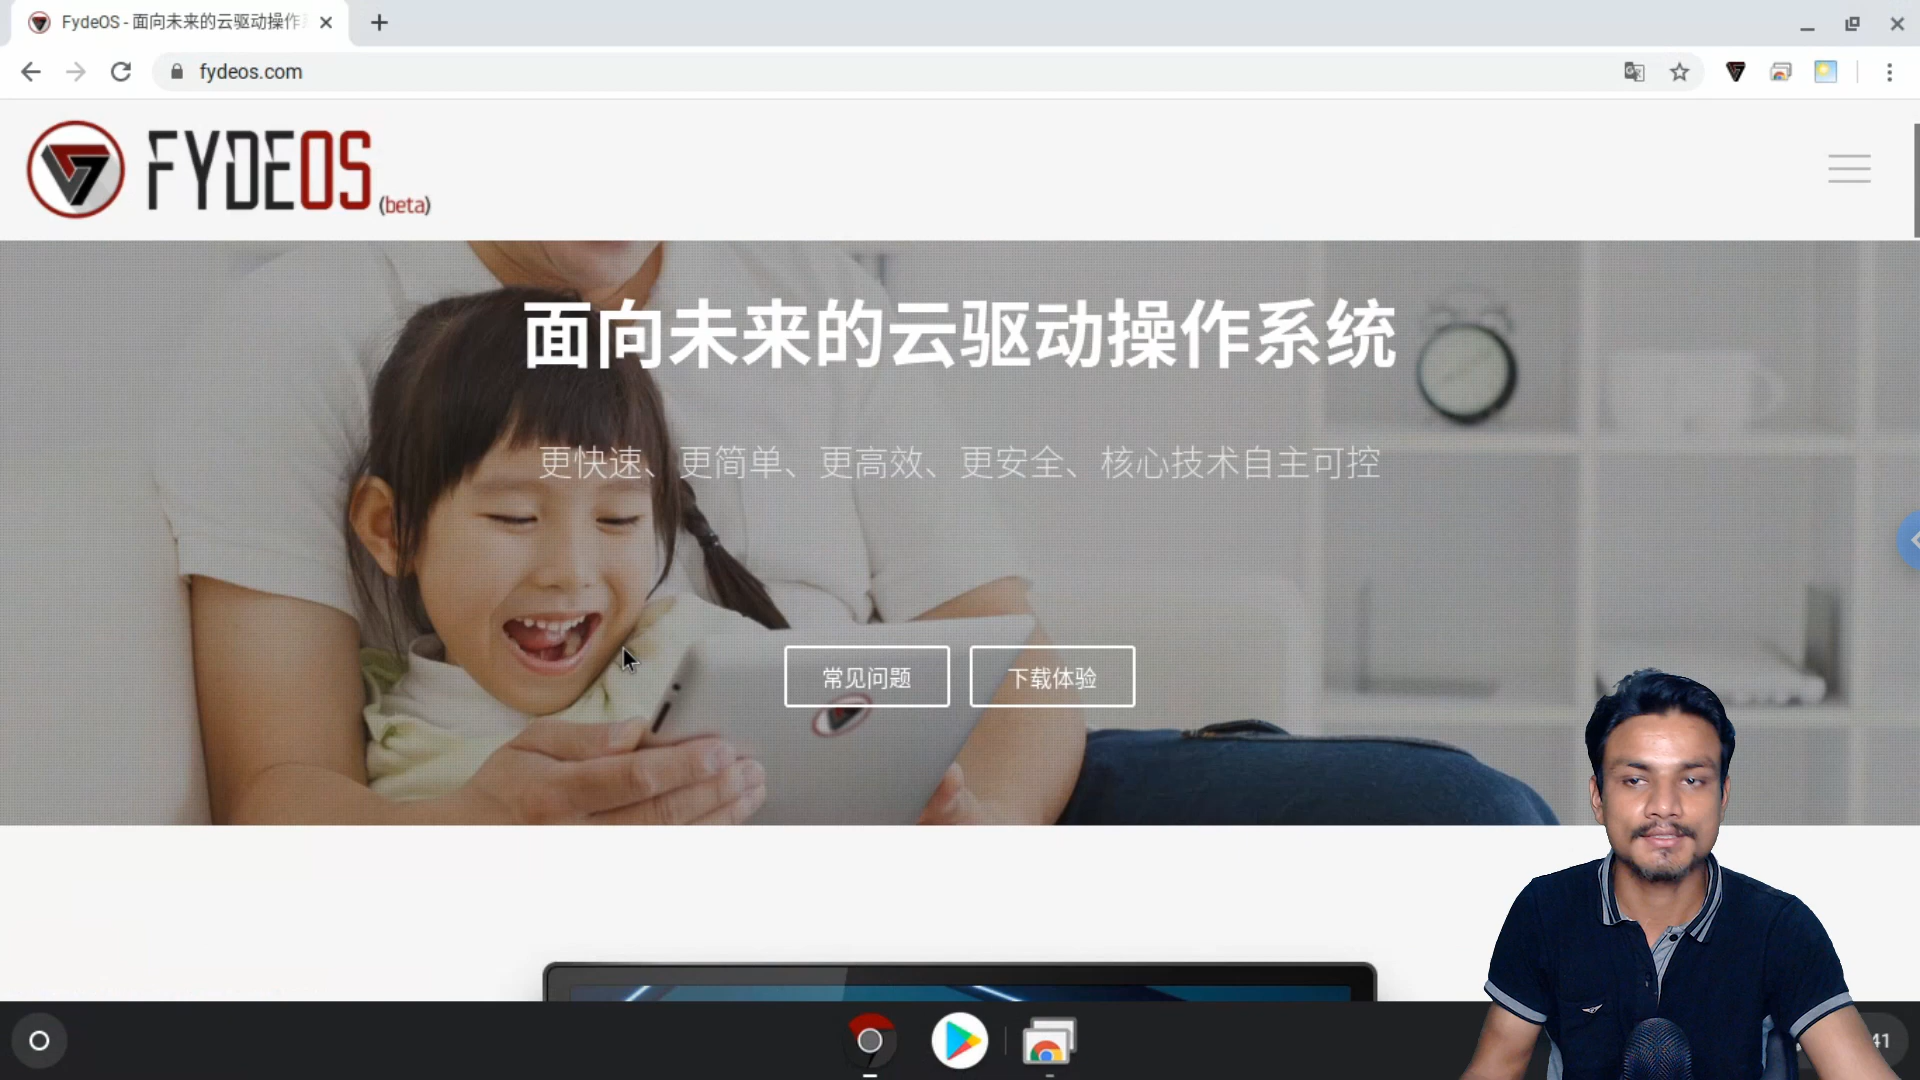 FydeOS - 面向未来的云驱动操作
fydeos.com
FYDEOS (beta)
面向未来的云驱动操作系统
更快速、更简单、更高效、更安全、核心技术自主可控
常见问题
下载体验
41